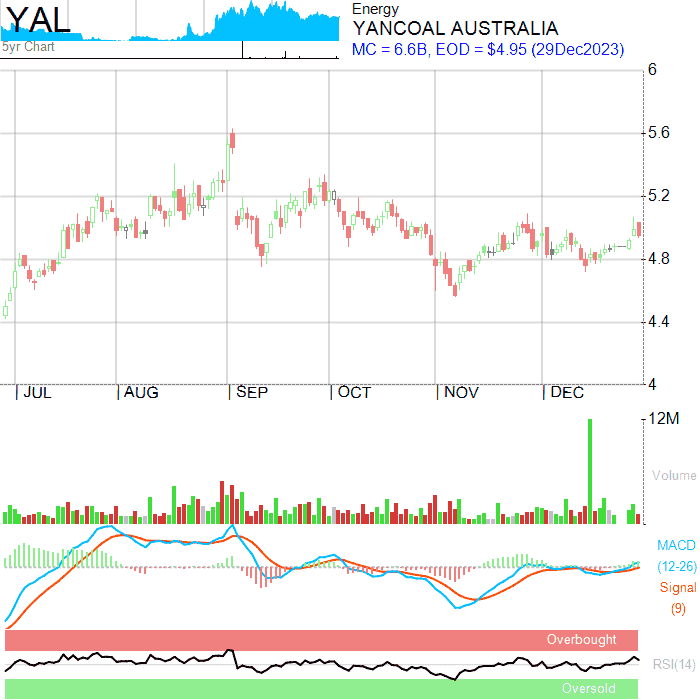 YAL
5yr Chart
Energy
YANCOAL AUSTRALIA
MC = 6.6B, EOD = $4.95 (29Dec2023)
6
5.6
5.2
4.8
4.4
4
JUL AUG SEP OCT NOV DEC
12M
Volume
MACD
(12-26)
Signal
(9)
Overbought
RSI(14)
Oversold